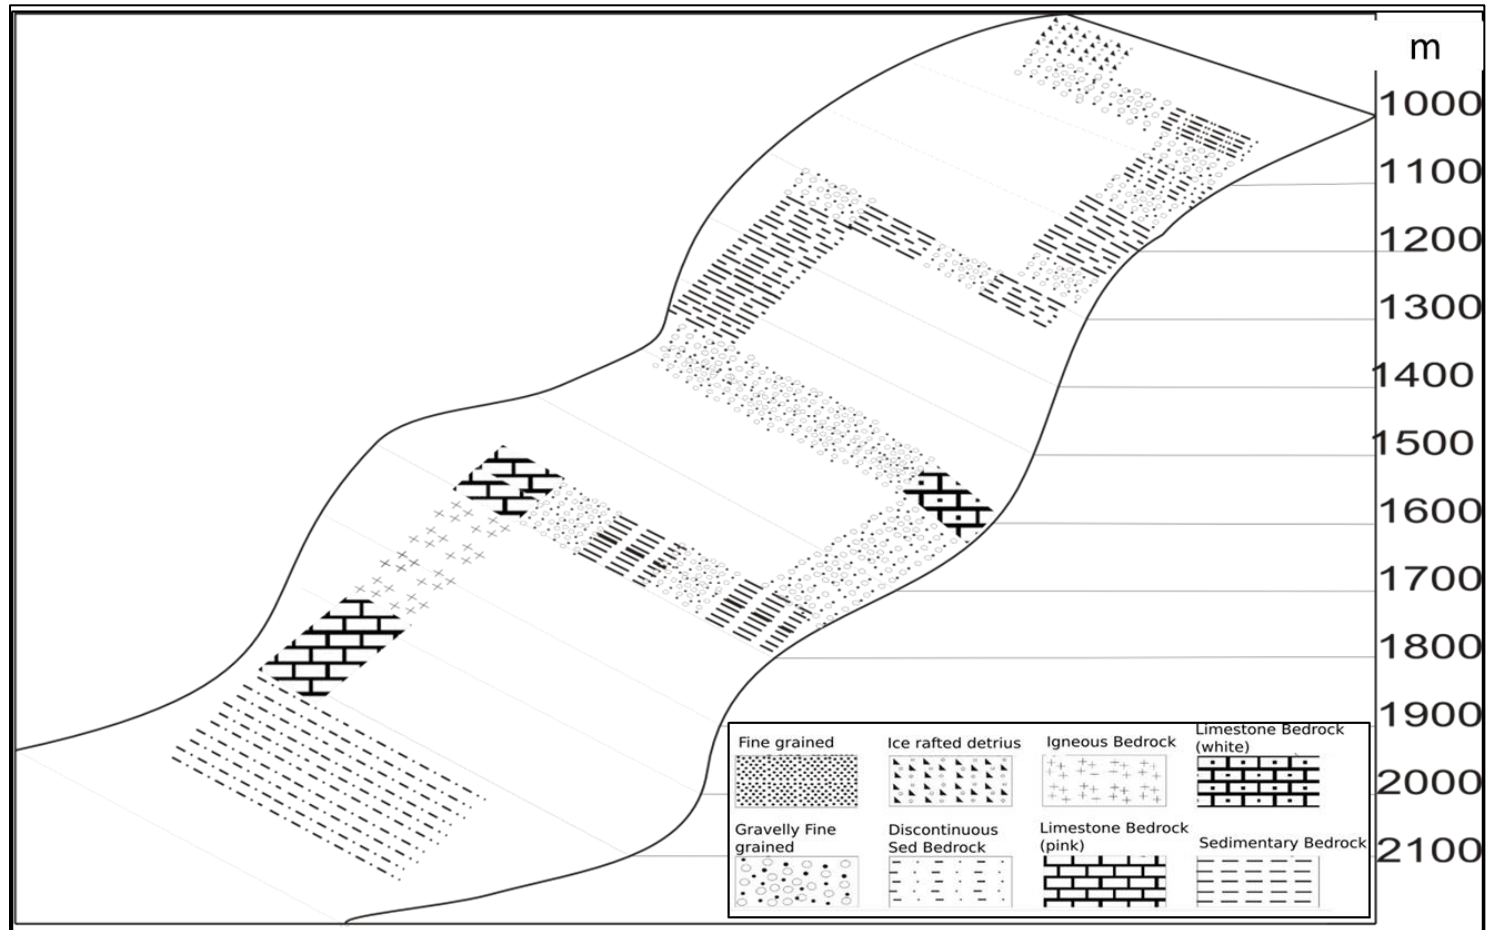 m
1000
1100
1200
1300
1400
1500
1600
1700
1800
1900
2000
2100
Fine grained
Ice rafted detrius
Igneous Bedrock
Limestone Bedrock
(white)
Gravelly Fine
grained
Discontinuous
Sed Bedrock
Limestone Bedrock
(pink)
Sedimentary Bedrock